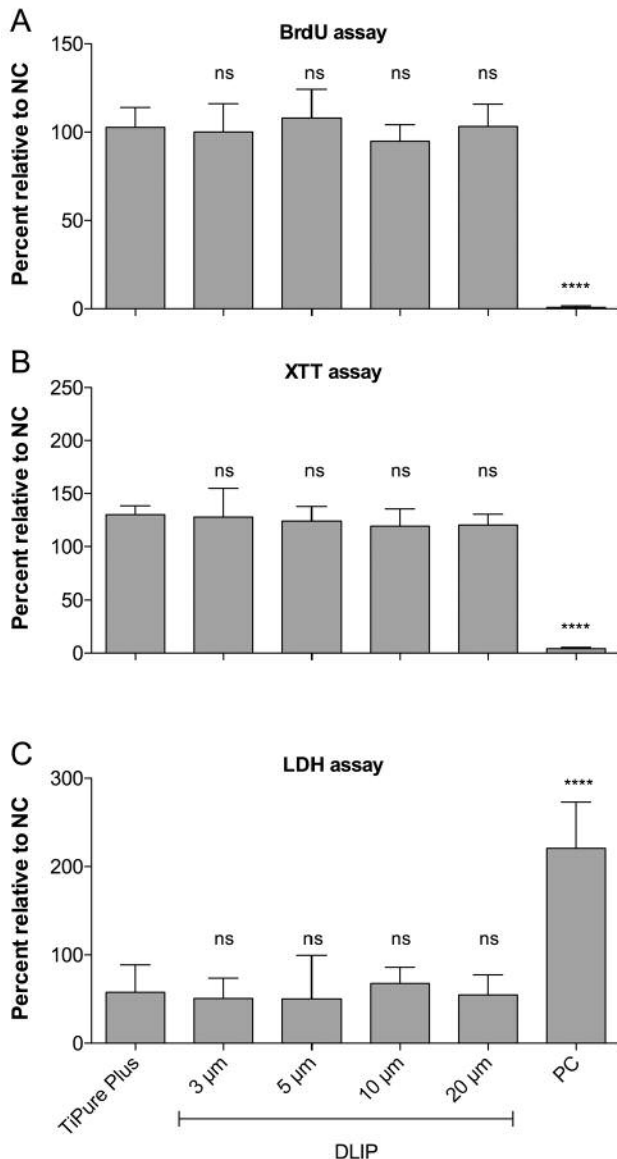 A
BrdU assay
Percent relative to NC
150
100
50
0
ns ns ns ns
****
B
XTT assay
Percent relative to NC
250
200
150
100
50
0
ns ns ns ns
****
C
LDH assay
Percent relative to NC
300
200
100
0
ns ns ns ns
****
TiPure Plus 3 µm 5 µm 10 µm 20 µm PC
DLIP